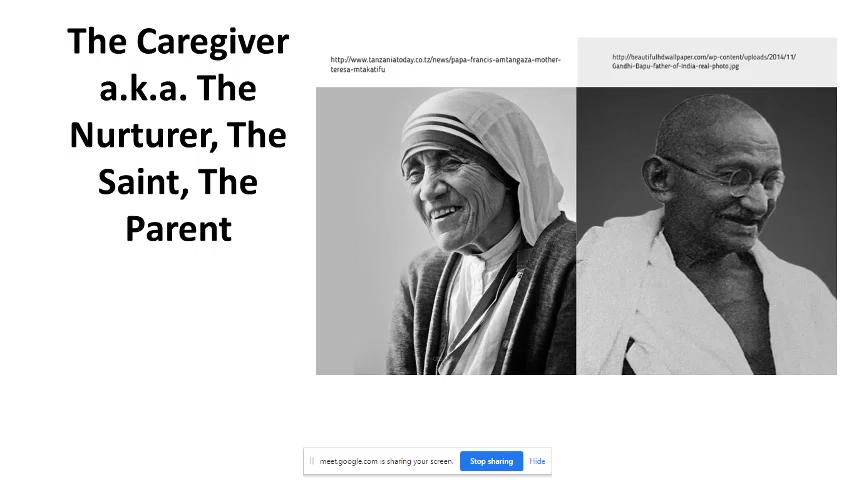 The Caregiver
a.k.a. The
Nurturer, The
Saint, The
Parent
http://www.tanzaniatoday.co.tz/news/papa-francis-amtangaza-mother-
teresa-mtakatifu
http://beautifulhdwallpaper.com/wp-content/uploads/2014/11/
Gandhi-Bapu-father-of-India-real-photo.jpg
meet.google.com is sharing your screen.
Stop sharing
Hide